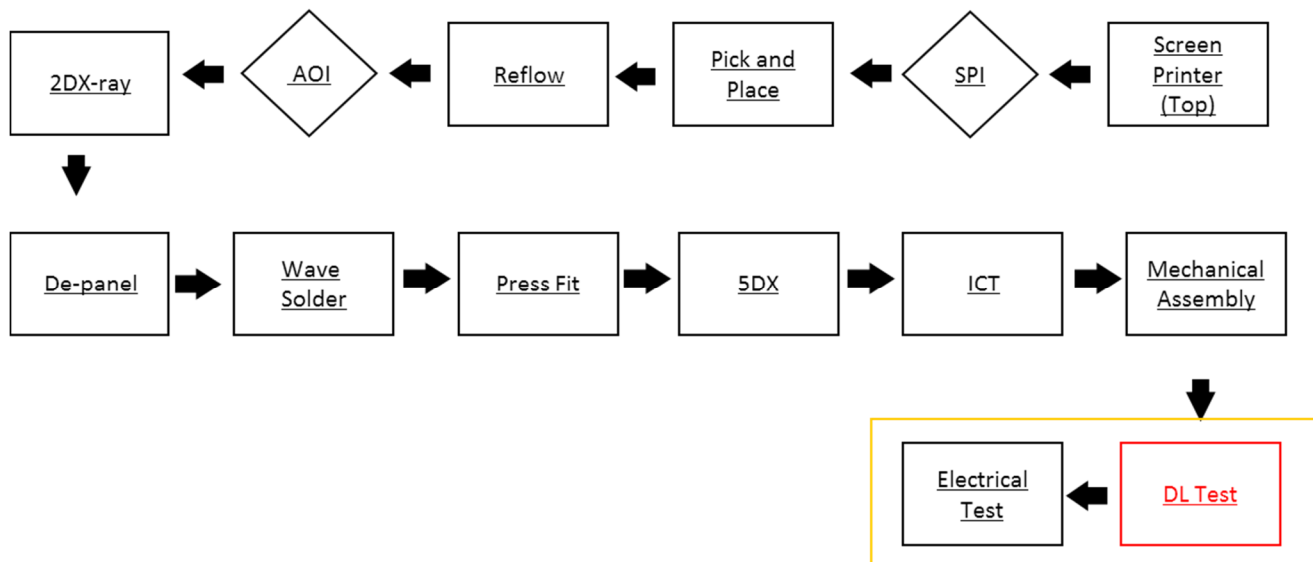 2DX-ray
AOI
Reflow
Pick and
Place
SPI
Screen
Printer
(Top)
De-panel
Wave
Solder
Press Fit
5DX
ICT
Mechanical
Assembly
Electrical
Test
DL Test